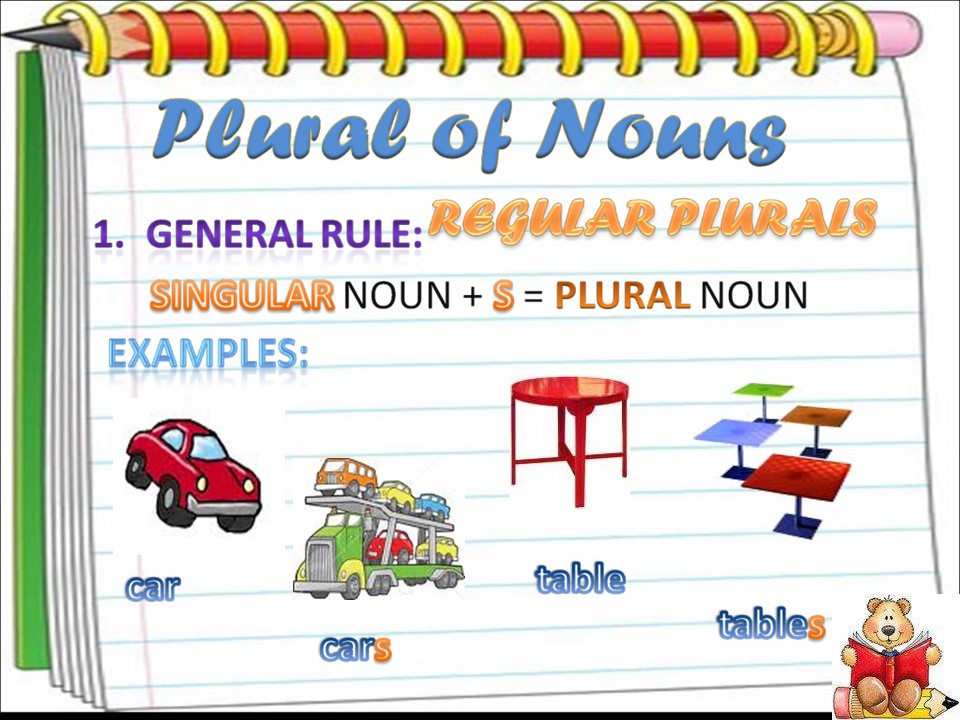 Plural of Nouns
1. GENERAL RULE: REGULAR PLURALS
SINGULAR NOUN + S = PLURAL NOUN
EXAMPLES:
car
cars
table
tables